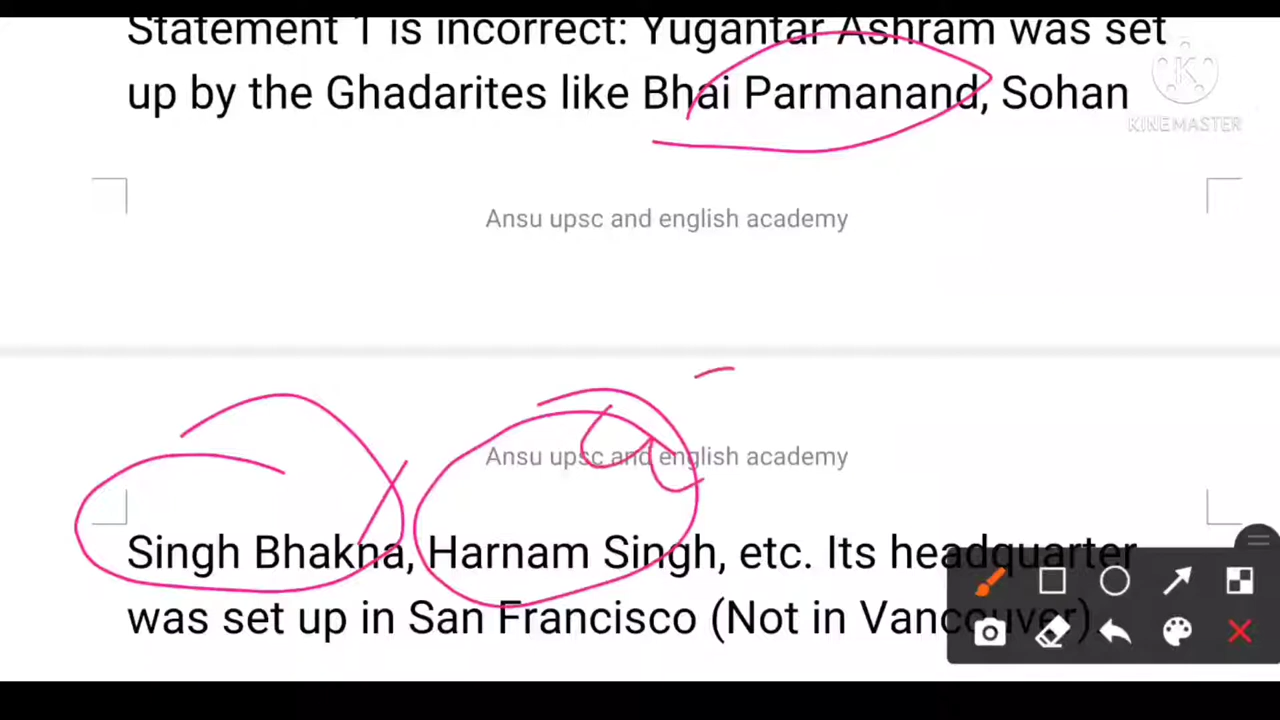 Statement 1 is incorrect: Yugantar Ashram was set
up by the Ghadarites like Bhai Parmanand, Sohan
KINEMASTER
Ansu upsc and english academy
Ansu upsc and english academy
Singh Bhakna, Harnam Singh, etc. Its headquarter
was set up in San Francisco (Not in Vancouver).